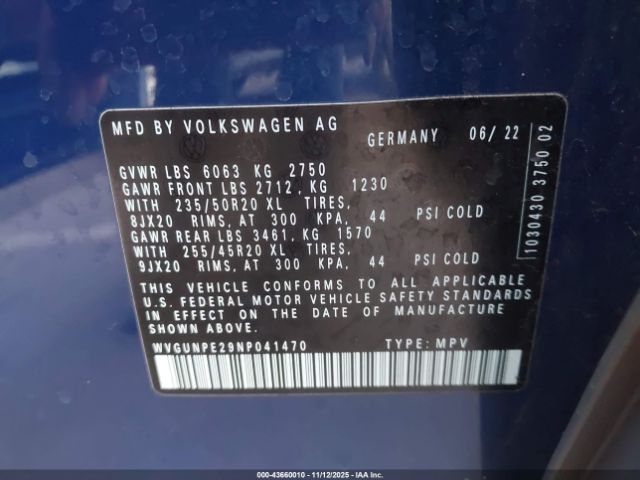 MFD BY VOLKSWAGEN AG
GERMANY 06/ 22
GVWR LBS 6063 KG 2750
GAWR FRONT LBS 2712, KG 1230
WITH 235/50R20 XL TIRES,
8JX20 RIMS, AT 300 KPA, 44 PSI COLD
GAWR REAR LBS 3461, KG 1570
WITH 255/45R20 XL TIRES,
9JX20 RIMS, AT 300 KPA, 44 PSI COLD
THIS VEHICLE CONFORMS TO ALL APPLICABLE
U.S. FEDERAL MOTOR VEHICLE SAFETY STANDARDS
IN EFFECT ON THE DATE OF MANUFACTURE
SHOWN ABOVE.
WVGUNPE29NP041470 TYPE: MPV
1030430 3750 02
000-43660010 - 11/12/2025 - IAAI.COM